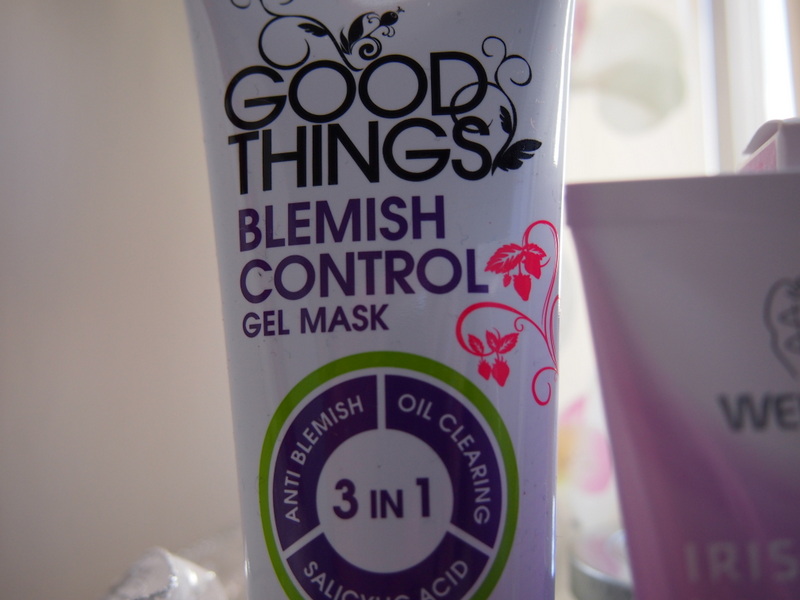 GOOD
THINGS
BLEMISH
CONTROL
GEL MASK
ANTI BLEMISH
OIL CLEARING
3 IN 1
SALICYLIC ACID
WE
IRIS